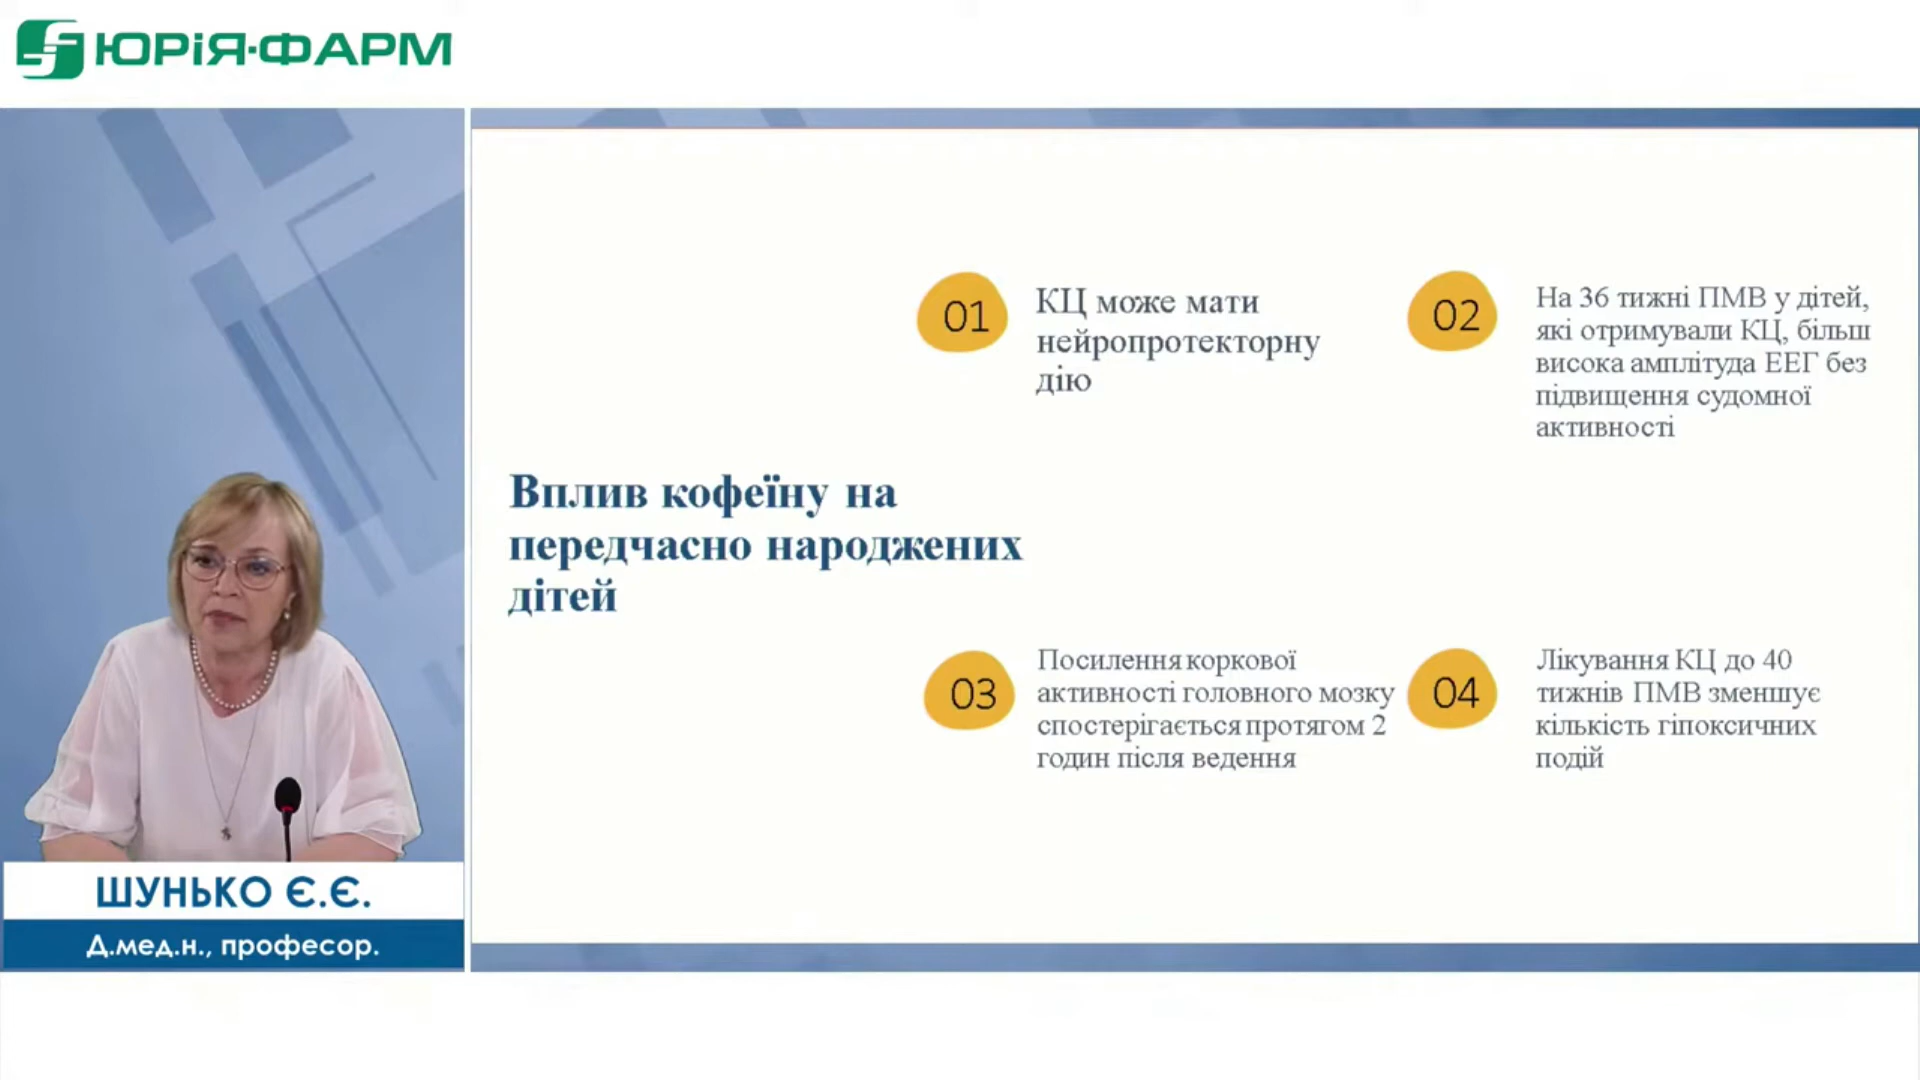 ЮРіЯ·ФАРМ
ШУНЬКО Є.Є.
Д.мед.н., професор.
Вплив кофеїну на
передчасно народжених
дітей
01
КЦ може мати
нейропротекторну
дію
02
На 36 тижні ПМВ у дітей,
які отримували КЦ, більш
висока амплітуда ЕЕГ без
підвищення судомної
активності
03
Посилення коркової
активності головного мозку
спостерігається протягом 2
годин після ведення
04
Лікування КЦ до 40
тижнів ПМВ зменшує
кількість гіпоксичних
подій